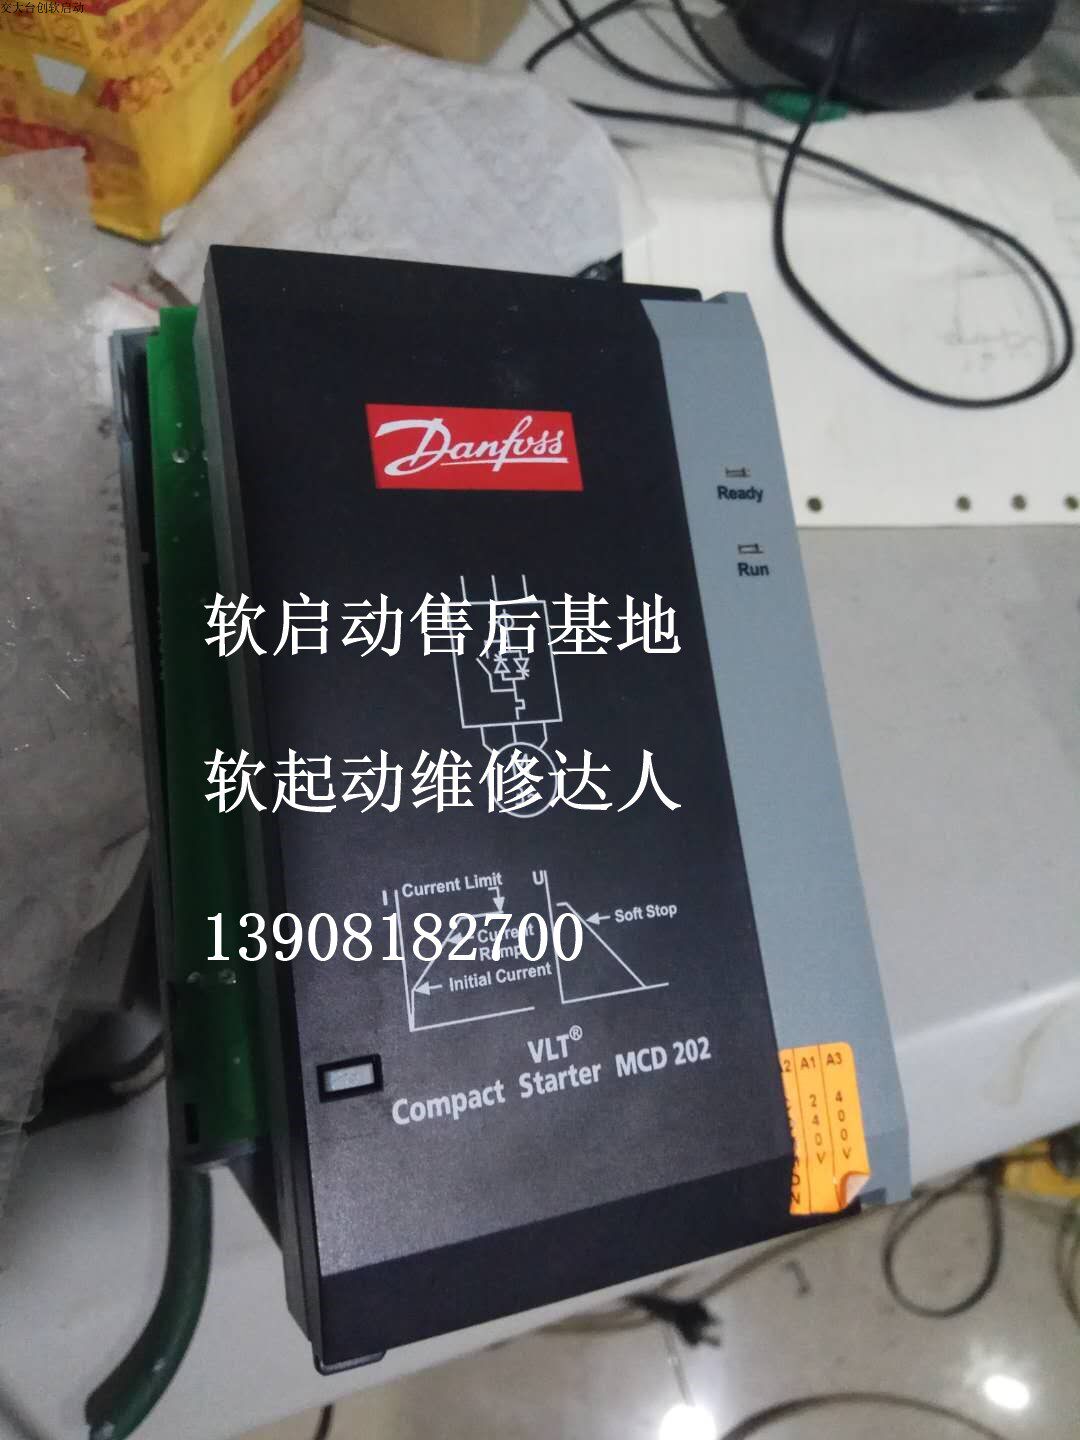 交大台创软启动
Danfoss
Ready
Run
软启动售后基地
软起动维修达人
I
Current Limit
U
Soft Stop
13908182700
Current
Ramp
Initial Current
VLT®
Compact Starter MCD 202
A1
A3
240V
400V